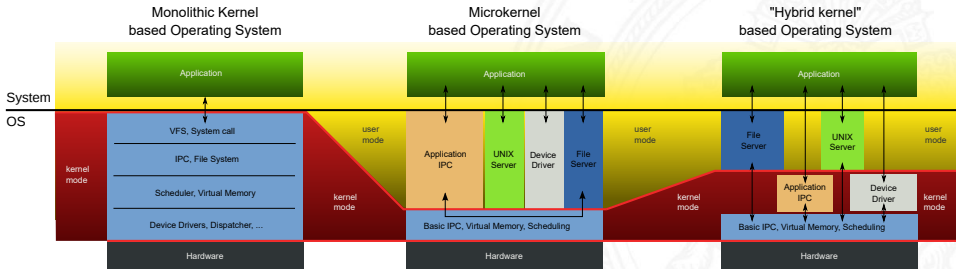 Monolithic Kernel
based Operating System
Microkernel
based Operating System
"Hybrid kernel"
based Operating System
Application
Application
Application
System
OS
VFS, System call
IPC, File System
Scheduler, Virtual Memory
Device Drivers, Dispatcher, ...
Hardware
kernel
mode
kernel
mode
user
mode
Application
IPC
UNIX
Server
Device
Driver
File
Server
Basic IPC, Virtual Memory, Scheduling
Hardware
user
mode
kernel
mode
File
Server
UNIX
Server
Application
IPC
Device
Driver
Basic IPC, Virtual Memory, Scheduling
Hardware
user
mode
kernel
mode